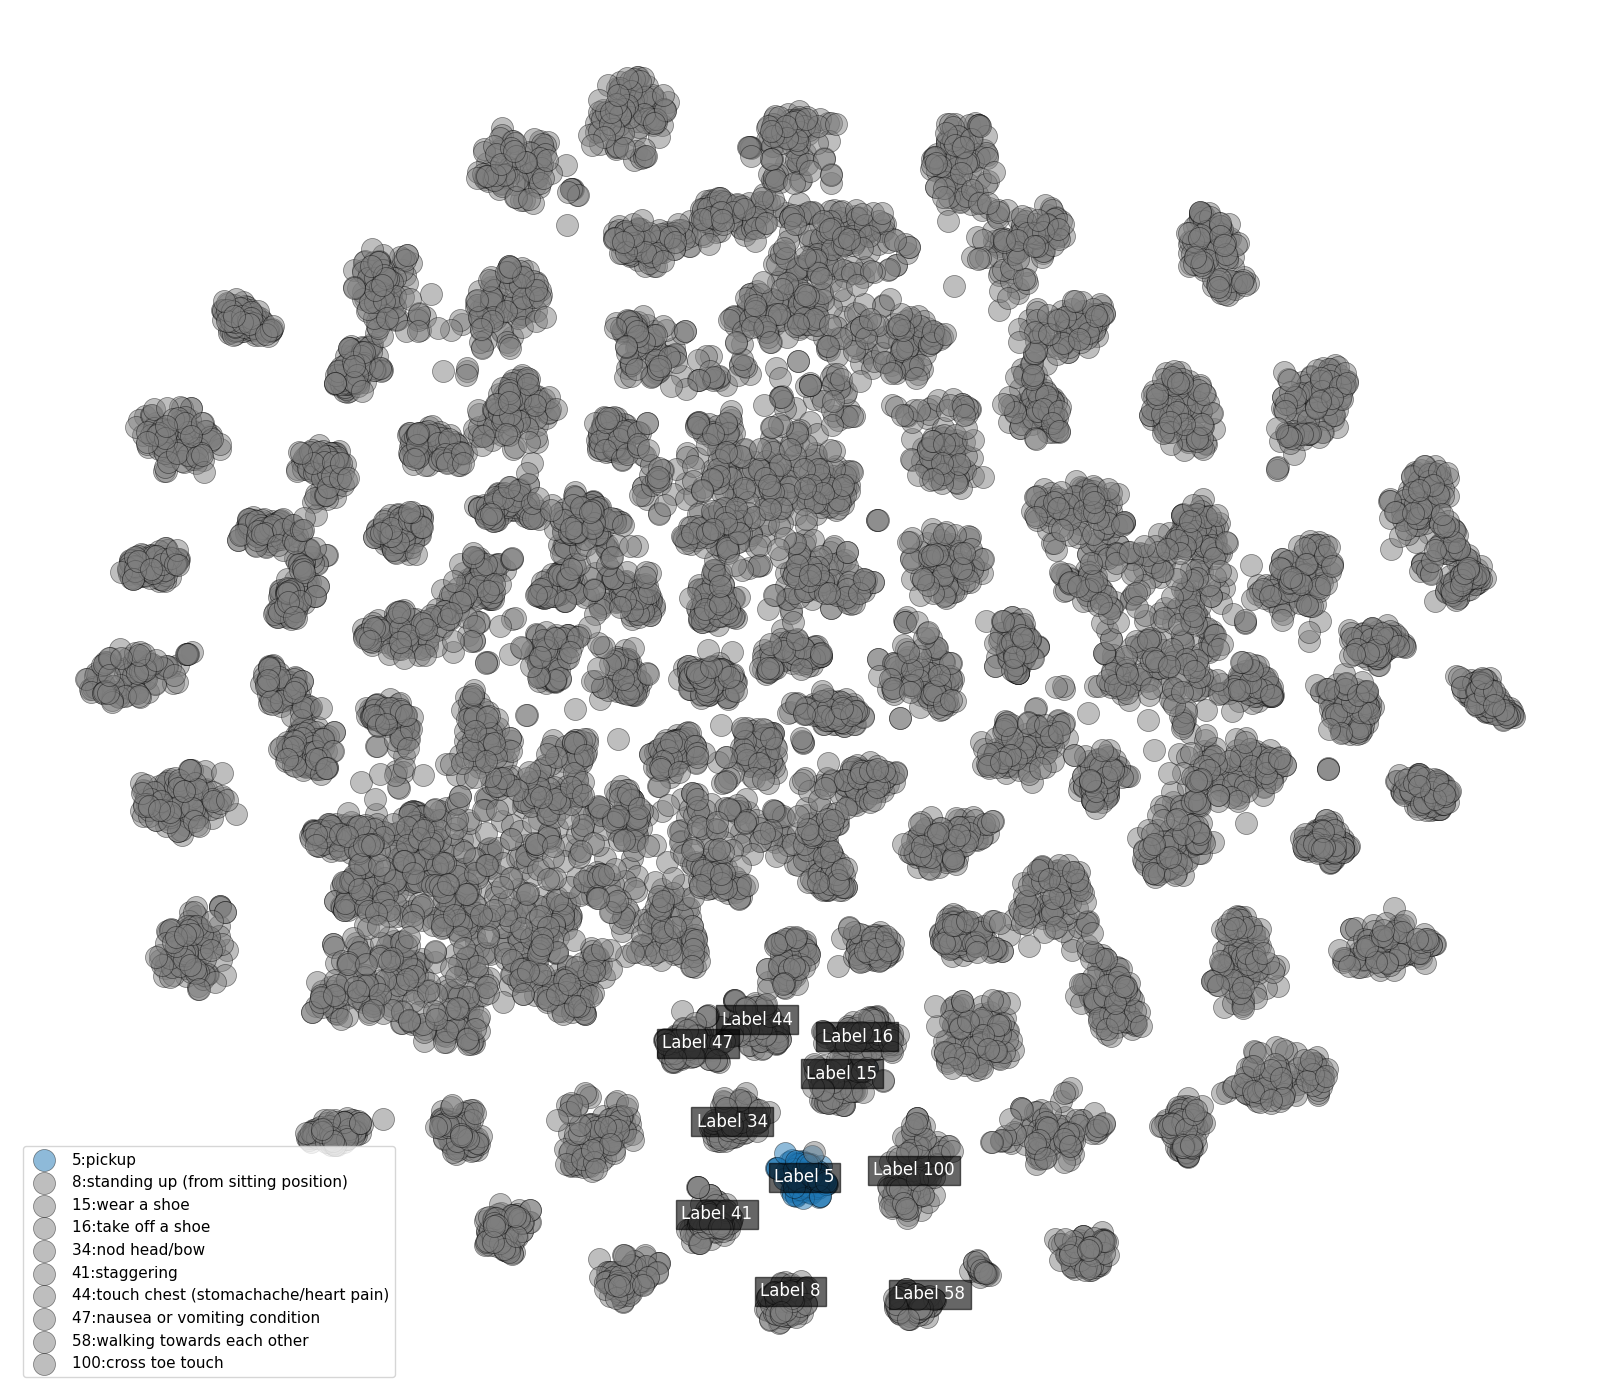 Label 44
Label 47
Label 16
Label 15
Label 34
Label 5
Label 100
Label 41
Label 8
Label 58
5:pickup
8:standing up (from sitting position)
15:wear a shoe
16:take off a shoe
34:nod head/bow
41:staggering
44:touch chest (stomachache/heart pain)
47:nausea or vomiting condition
58:walking towards each other
100:cross toe touch